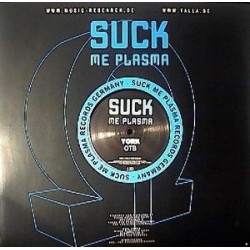 WWW.MUSIC-RESEARCH.DE
WWW.TALLA.DE
SUCK
ME PLASMA
SUCK ME PLASMA RECORDS GERMANY · SUCK ME PLASMA RECORDS GERMANY ·
SUCK
ME PLASMA
YORK
OTB